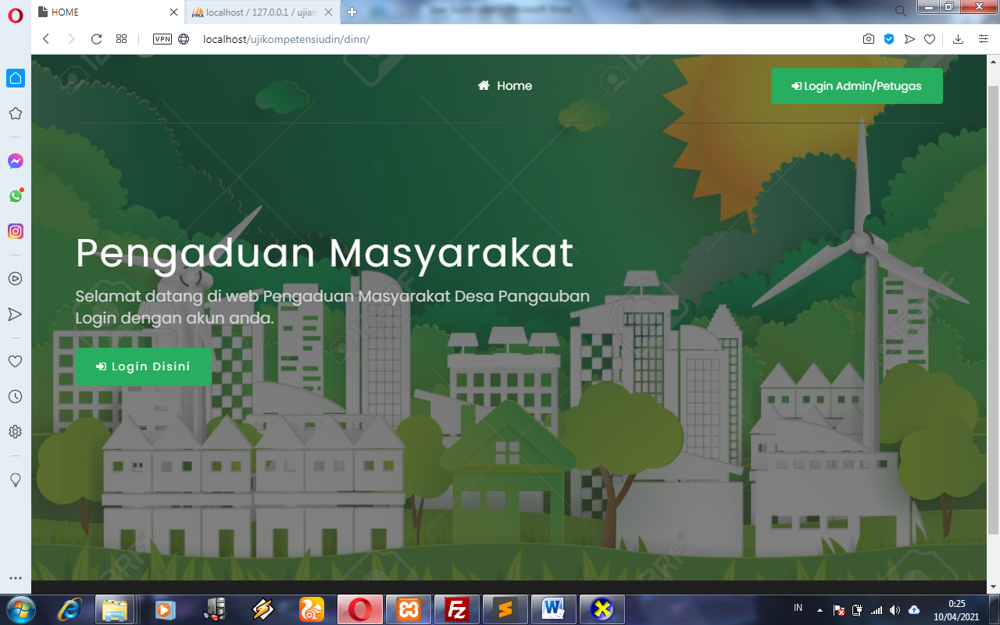 HOME
localhost / 127.0.0.1 / ujian
localhost/ujikompetensiudin/dinn/
VPN
Home
Login Admin/Petugas
Pengaduan Masyarakat
Selamat datang di web Pengaduan Masyarakat Desa Pangauban
Login dengan akun anda.
Login Disini
IN
0:25
10/04/2021